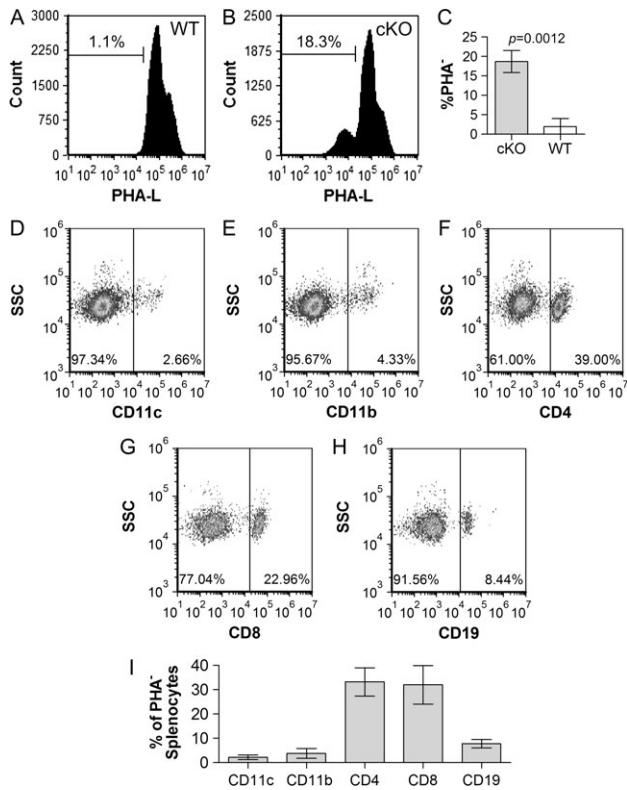 A
WT
1.1%
Count
3000
2250
1500
750
0
10¹ 10² 10³ 10⁴ 10⁵ 10⁶ 10⁷
PHA-L
B
cKO
18.3%
Count
2500
1875
1250
625
0
10¹ 10² 10³ 10⁴ 10⁵ 10⁶ 10⁷
PHA-L
C
p=0.0012
%PHA⁻
25
20
15
10
5
0
cKO WT
D
SSC
10⁶
10⁵
10⁴
10³
97.34% 2.66%
10¹ 10² 10³ 10⁴ 10⁵ 10⁶ 10⁷
CD11c
E
SSC
10⁶
10⁵
10⁴
10³
95.67% 4.33%
10¹ 10² 10³ 10⁴ 10⁵ 10⁶ 10⁷
CD11b
F
SSC
10⁶
10⁵
10⁴
10³
61.00% 39.00%
10¹ 10² 10³ 10⁴ 10⁵ 10⁶ 10⁷
CD4
G
SSC
10⁶
10⁵
10⁴
10³
77.04% 22.96%
10¹ 10² 10³ 10⁴ 10⁵ 10⁶ 10⁷
CD8
H
SSC
10⁶
10⁵
10⁴
10³
91.56% 8.44%
10¹ 10² 10³ 10⁴ 10⁵ 10⁶ 10⁷
CD19
I
% of PHA⁻
Splenocytes
40
30
20
10
0
CD11c CD11b CD4 CD8 CD19